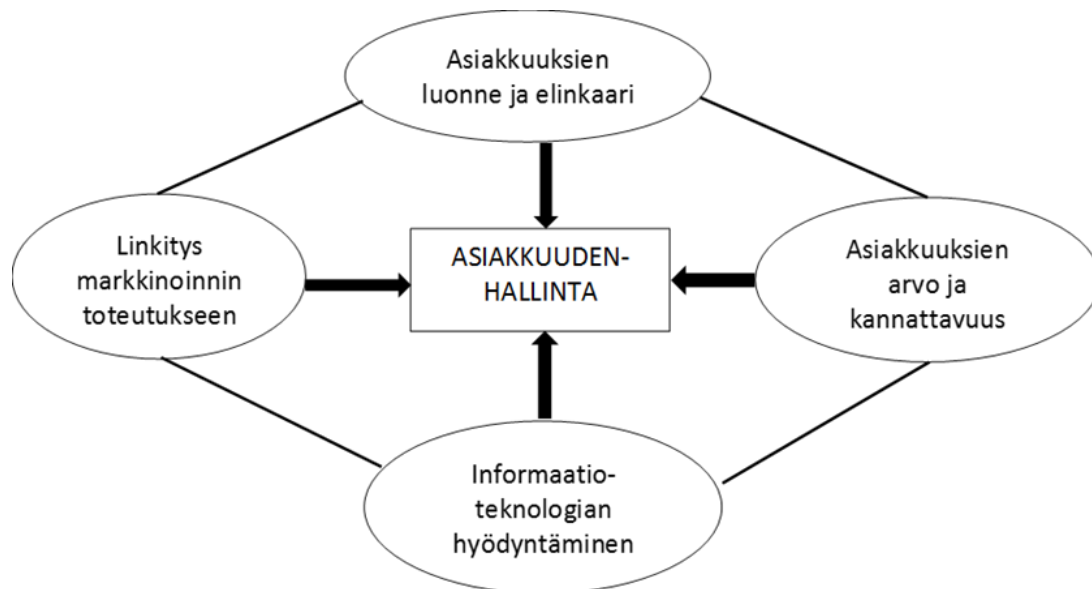 Asiakkuuksien
luonne ja elinkaari
Linkitys
markkinoinnin
toteutukseen
ASIAKKUUDEN-
HALLINTA
Asiakkuuksien
arvo ja
kannattavuus
Informaatio-
teknologian
hyödyntäminen